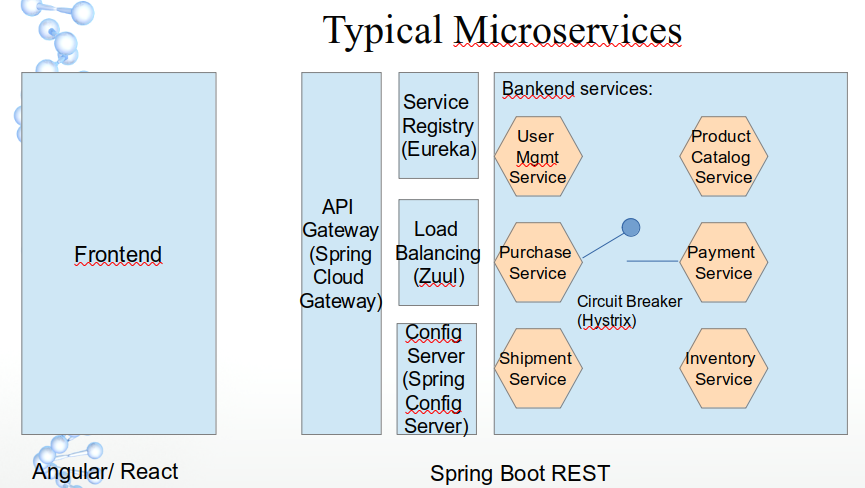 Typical Microservices
Frontend
API
Gateway
(Spring
Cloud
Gateway)
Service
Registry
(Eureka)
Load
Balancing
(Zuul)
Config
Server
(Spring
Config
Server)
Bankend services:
User
Mgmt
Service
Product
Catalog
Service
Purchase
Service
Payment
Service
Circuit Breaker
(Hystrix)
Shipment
Service
Inventory
Service
Angular/ React
Spring Boot REST